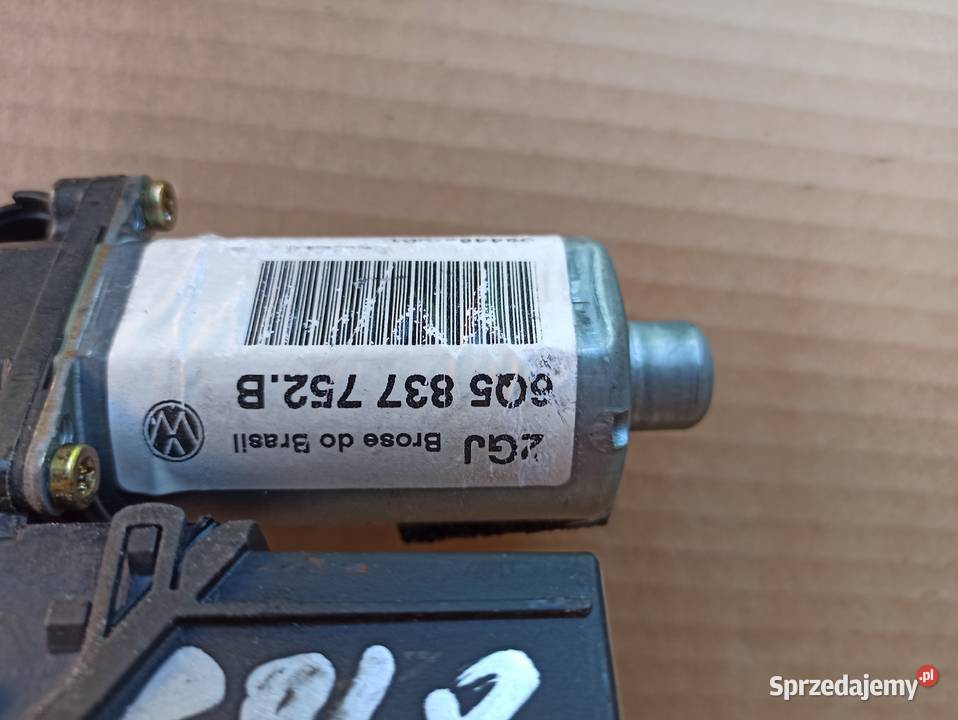 2GJ Brose do Brasil
6Q5 837 752.B
Sprzedajemy.pl